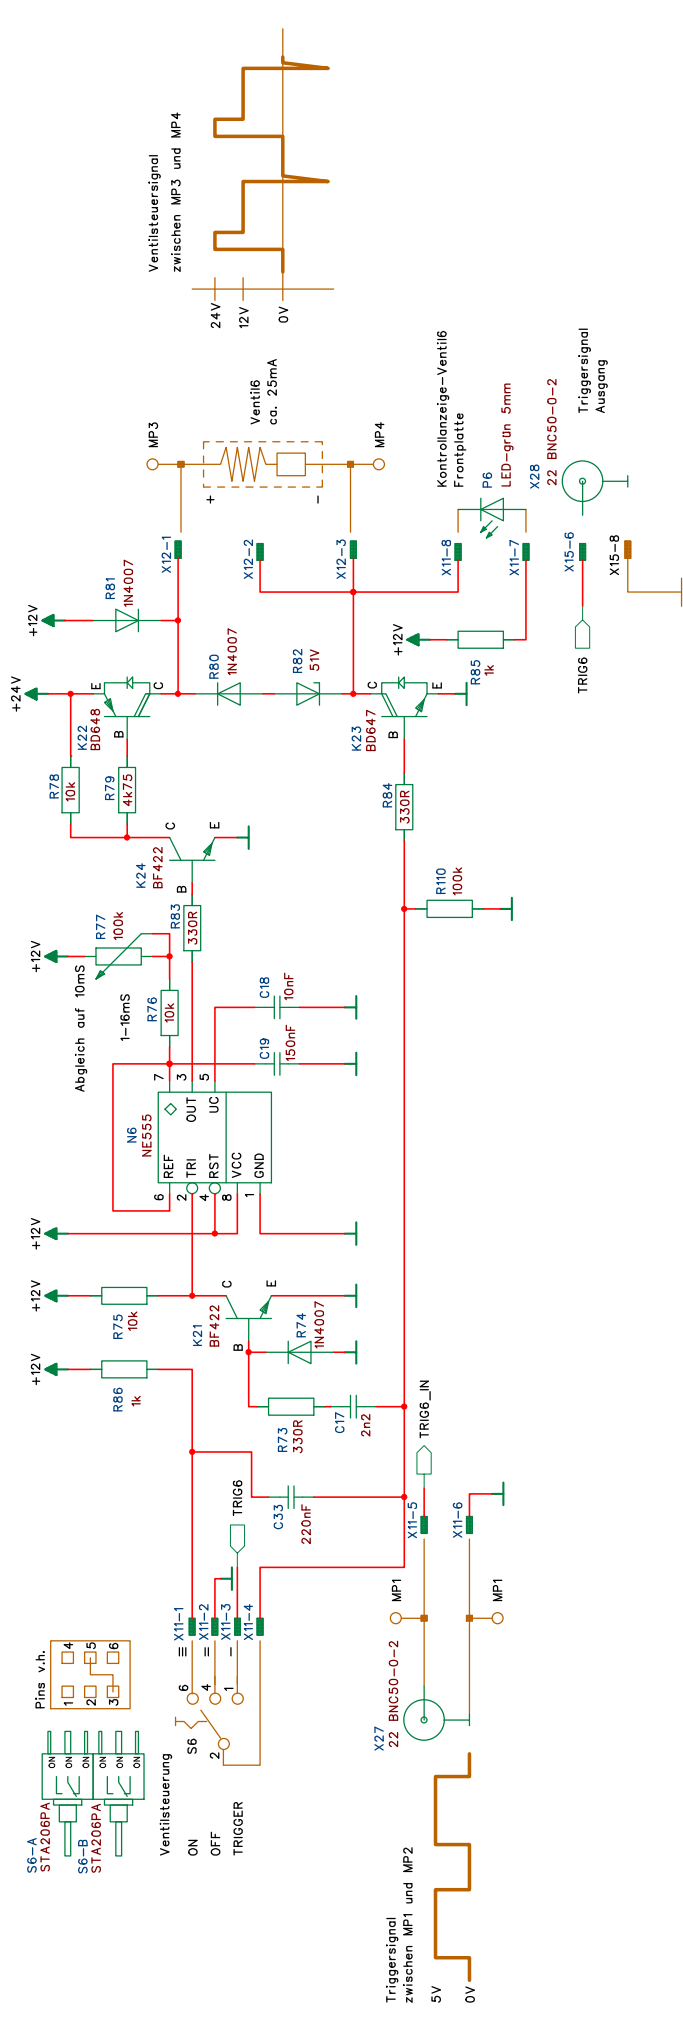 Ventilsteuersignal
zwischen MP3 und MP4
24V
12V
0V
MP3
Ventil6
ca. 25mA
+
-
MP4
Kontrollanzeige-Ventil6
Frontplatte
P6
LED-grün 5mm
X28
22 BNC50-0-2
Triggersignal
Ausgang
X12-1
X12-2
X12-3
X11-8
X11-7
X15-6
X15-8
TRIG6
+12V
R81
1N4007
+24V
K22
BD648
E
B
C
R80
1N4007
R82
51V
K23
BD647
C
B
E
+12V
R85
1k
R78
10k
R79
4k75
R84
330R
K24
BF422
C
B
E
R83
330R
R110
100k
+12V
R77
100k
Abgleich auf 10mS
1-16mS
R76
10k
C18
10nF
C19
150nF
N6
NE555
7
3
5
OUT
UC
REF
TRI
RST
VCC
GND
6
2
4
8
1
+12V
+12V
R75
10k
K21
BF422
C
B
E
R74
1N4007
+12V
R86
1k
R73
330R
C17
2n2
C33
220nF
TRIG6
TRIG6_IN
X11-1
X11-2
X11-3
X11-4
X11-5
X11-6
MP1
MP1
X27
22 BNC50-0-2
Pins v.h.
1
2
3
4
5
6
S6-A
STA206PA
S6-B
STA206PA
ON
ON
ON
ON
ON
ON
S6
6
4
1
2
Ventilsteuerung
ON
OFF
TRIGGER
Triggersignal
zwischen MP1 und MP2
5V
0V